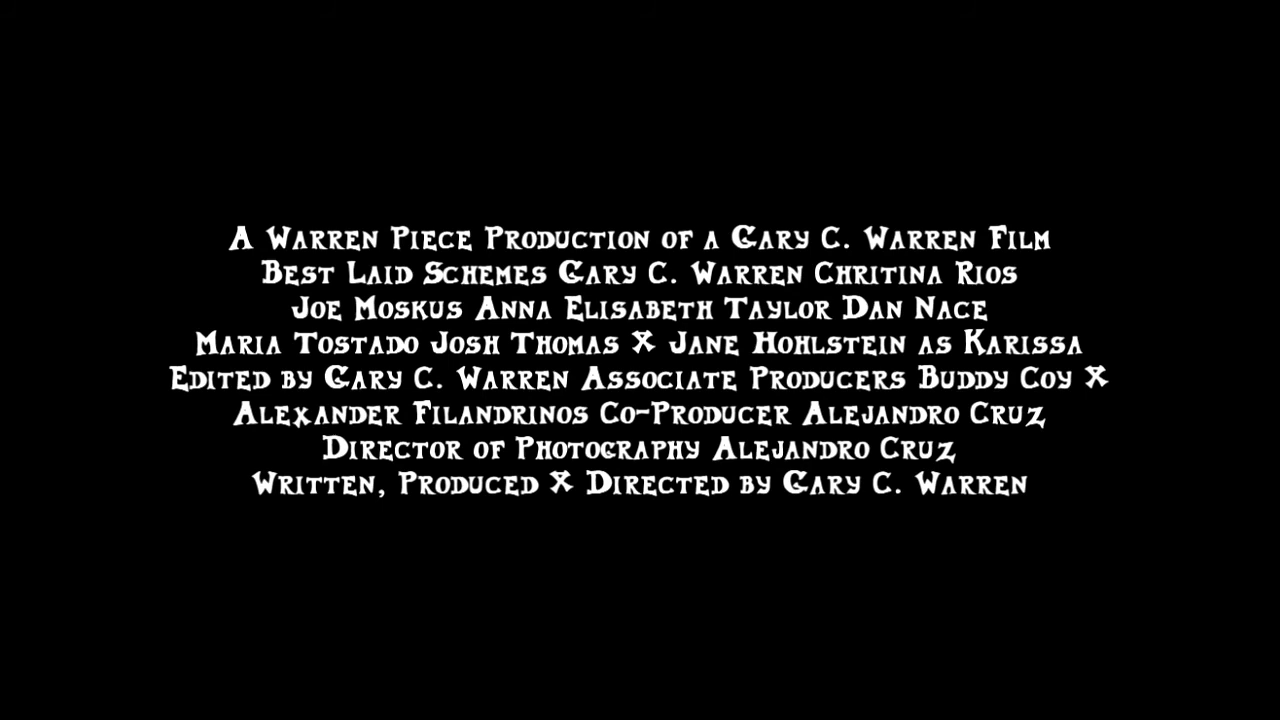 A Warren Piece Production of a Gary C. Warren Film
Best Laid Schemes Gary C. Warren Chritina Rios
Joe Moskus Anna Elisabeth Taylor Dan Nace
Maria Tostado Josh Thomas & Jane Hohlstein as Karissa
Edited by Gary C. Warren Associate Producers Buddy Coy &
Alexander Filandrinos Co-Producer Alejandro Cruz
Director of Photography Alejandro Cruz
Written, Produced & Directed by Gary C. Warren